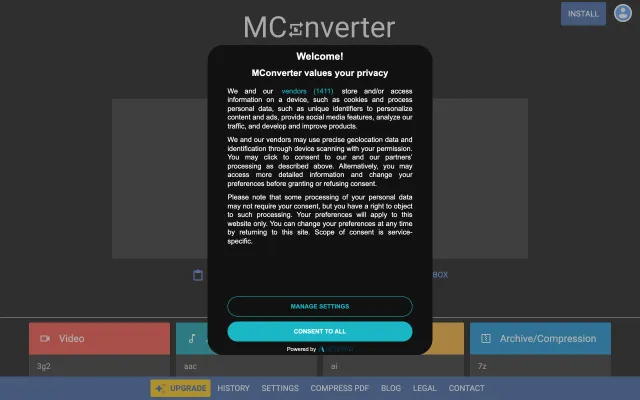 INSTALL
MConverter
Welcome!
MConverter values your privacy
We and our vendors (1411) store and/or access
information on a device, such as cookies and process
personal data, such as unique identifiers to personalize
content and ads, provide social media features, analyze our
traffic, and develop and improve products.
We and our vendors may use precise geolocation data and
identification through device scanning with your permission.
You may click to consent to our and our partners'
processing as described above. Alternatively, you may
access more detailed information and change your
preferences before granting or refusing consent.
Please note that some processing of your personal data
may not require your consent, but you have a right to object
to such processing. Your preferences will apply to this
website only. You can change your preferences at any time
by returning to this site. Scope of consent is service-
specific.
BOX
MANAGE SETTINGS
CONSENT TO ALL
Powered by
Video
Archive/Compression
3g2
aac
ai
7z
UPGRADE HISTORY SETTINGS COMPRESS PDF BLOG LEGAL CONTACT